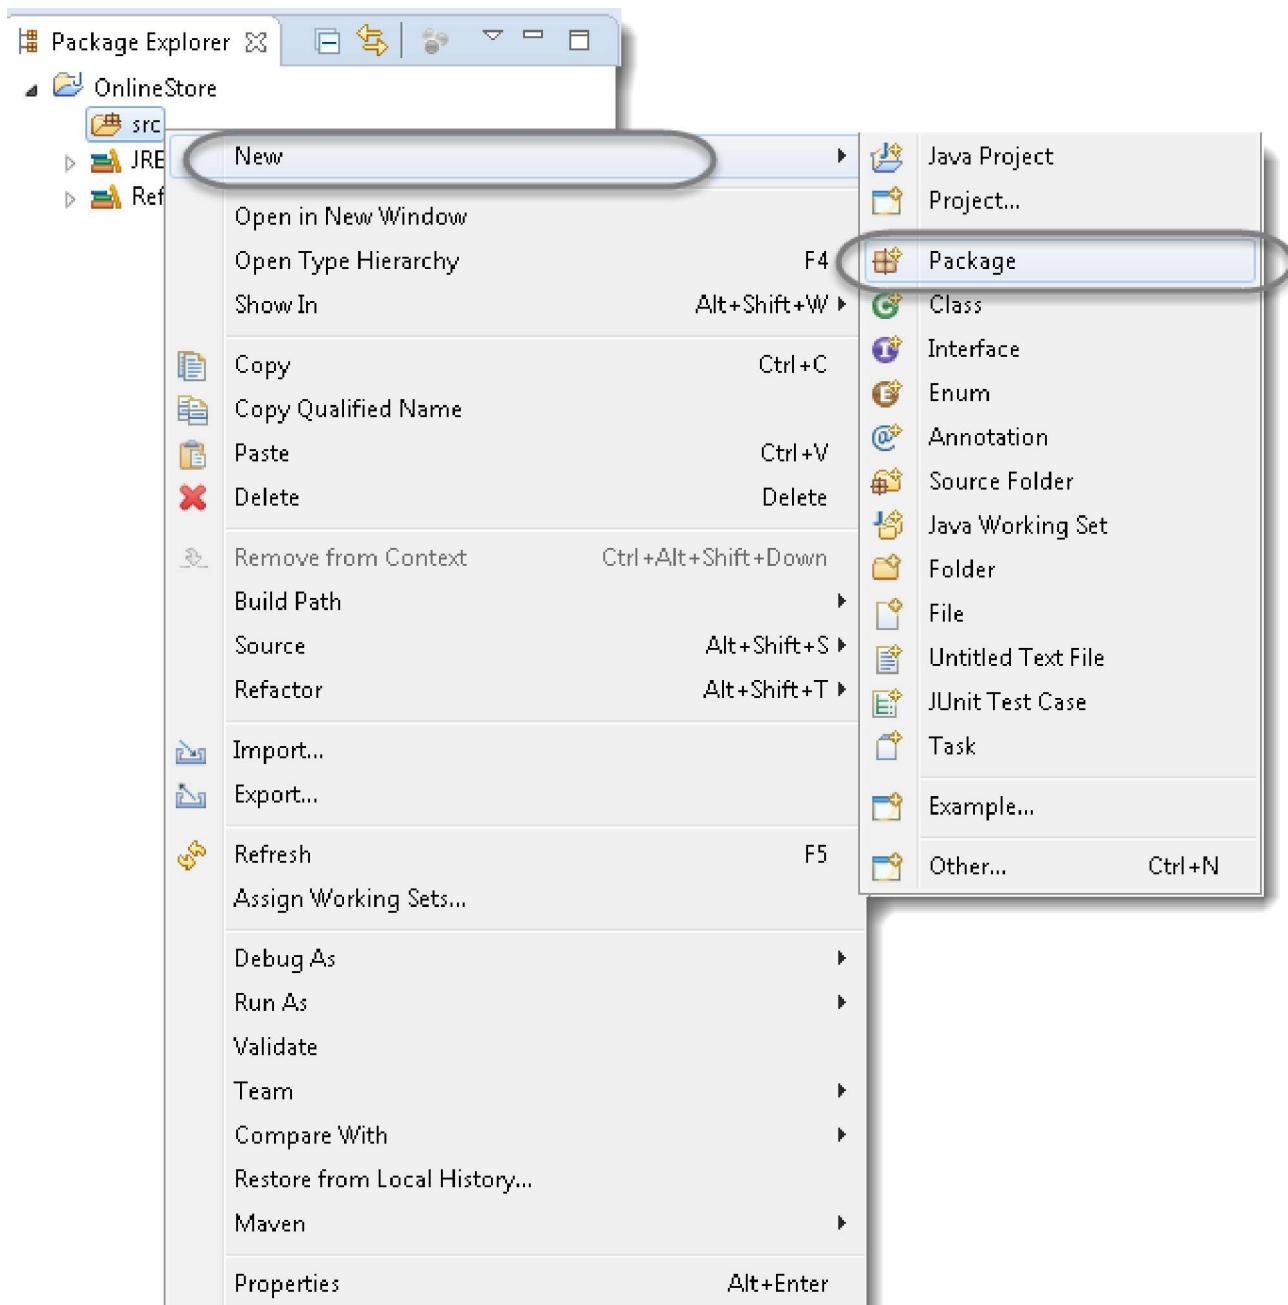 Package Explorer
OnlineStore
src
JRE
Ref
New
Open in New Window
Open Type Hierarchy F4
Show In Alt+Shift+W
Copy Ctrl+C
Copy Qualified Name
Paste Ctrl+V
Delete Delete
Remove from Context Ctrl+Alt+Shift+Down
Build Path
Source Alt+Shift+S
Refactor Alt+Shift+T
Import...
Export...
Refresh F5
Assign Working Sets...
Debug As
Run As
Validate
Team
Compare With
Restore from Local History...
Maven
Properties Alt+Enter
Java Project
Project...
Package
Class
Interface
Enum
Annotation
Source Folder
Java Working Set
Folder
File
Untitled Text File
JUnit Test Case
Task
Example...
Other... Ctrl+N